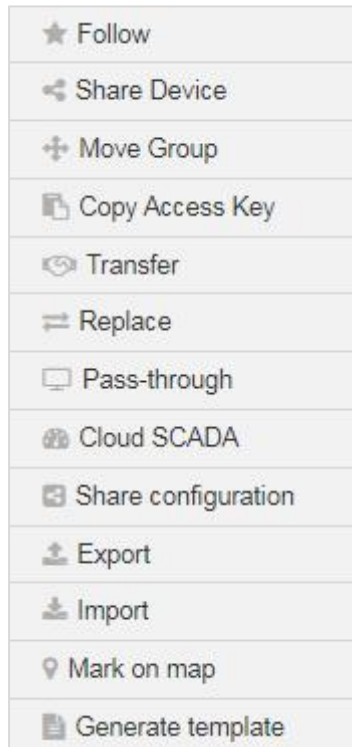 Follow
Share Device
Move Group
Copy Access Key
Transfer
Replace
Pass-through
Cloud SCADA
Share configuration
Export
Import
Mark on map
Generate template